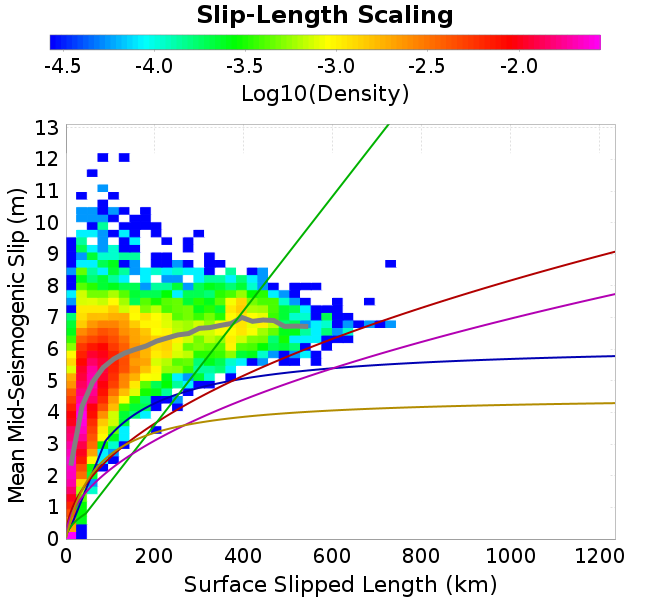 Slip-Length Scaling
-4.5 -4.0 -3.5 -3.0 -2.5 -2.0
Log10(Density)
13
12
11
10
9
8
7
6
5
4
3
2
1
0
Mean Mid-Seismogenic Slip (m)
0 200 400 600 800 1000 1200
Surface Slipped Length (km)